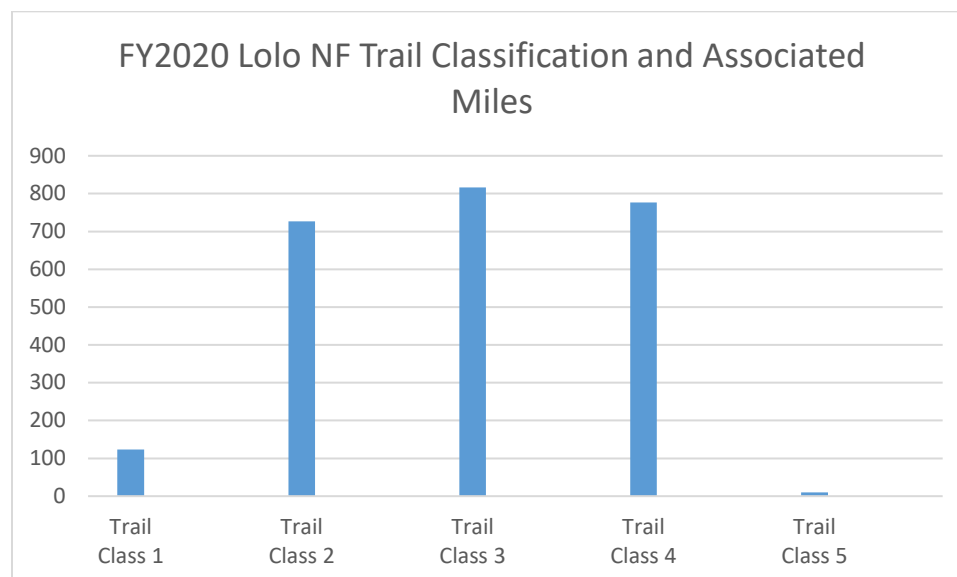 FY2020 Lolo NF Trail Classification and Associated
Miles
900
800
700
600
500
400
300
200
100
0
Trail
Class 1
Trail
Class 2
Trail
Class 3
Trail
Class 4
Trail
Class 5